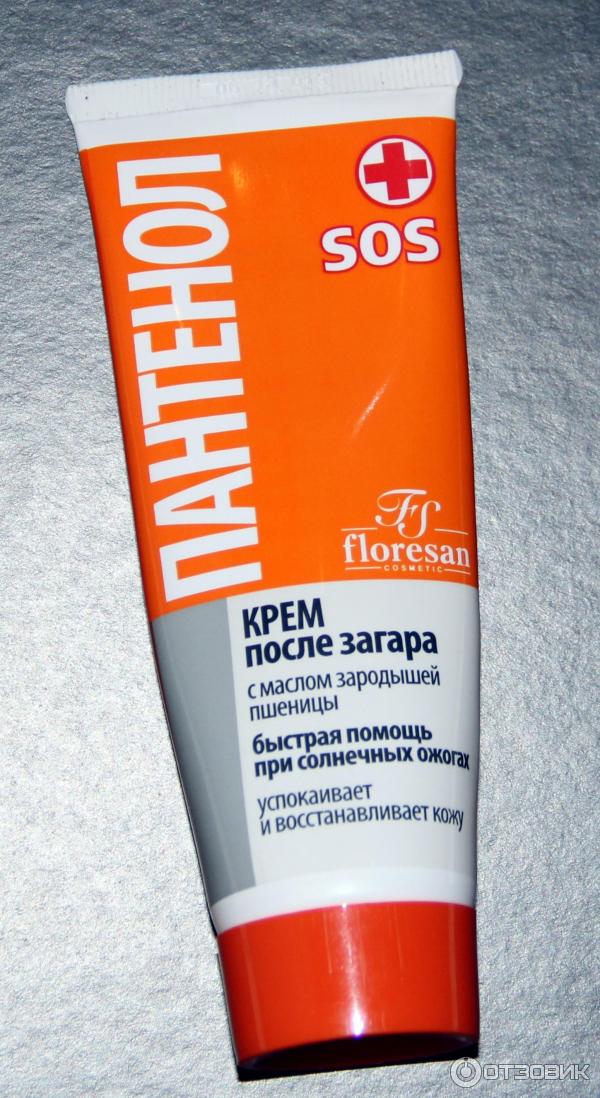 ПАНТЕНОЛ
SOS
FS
floresan
COSMETIC
КРЕМ
после загара
с маслом зародышей
пшеницы
быстрая помощь
при солнечных ожогах
успокаивает
и восстанавливает кожу
ОТЗОВИК